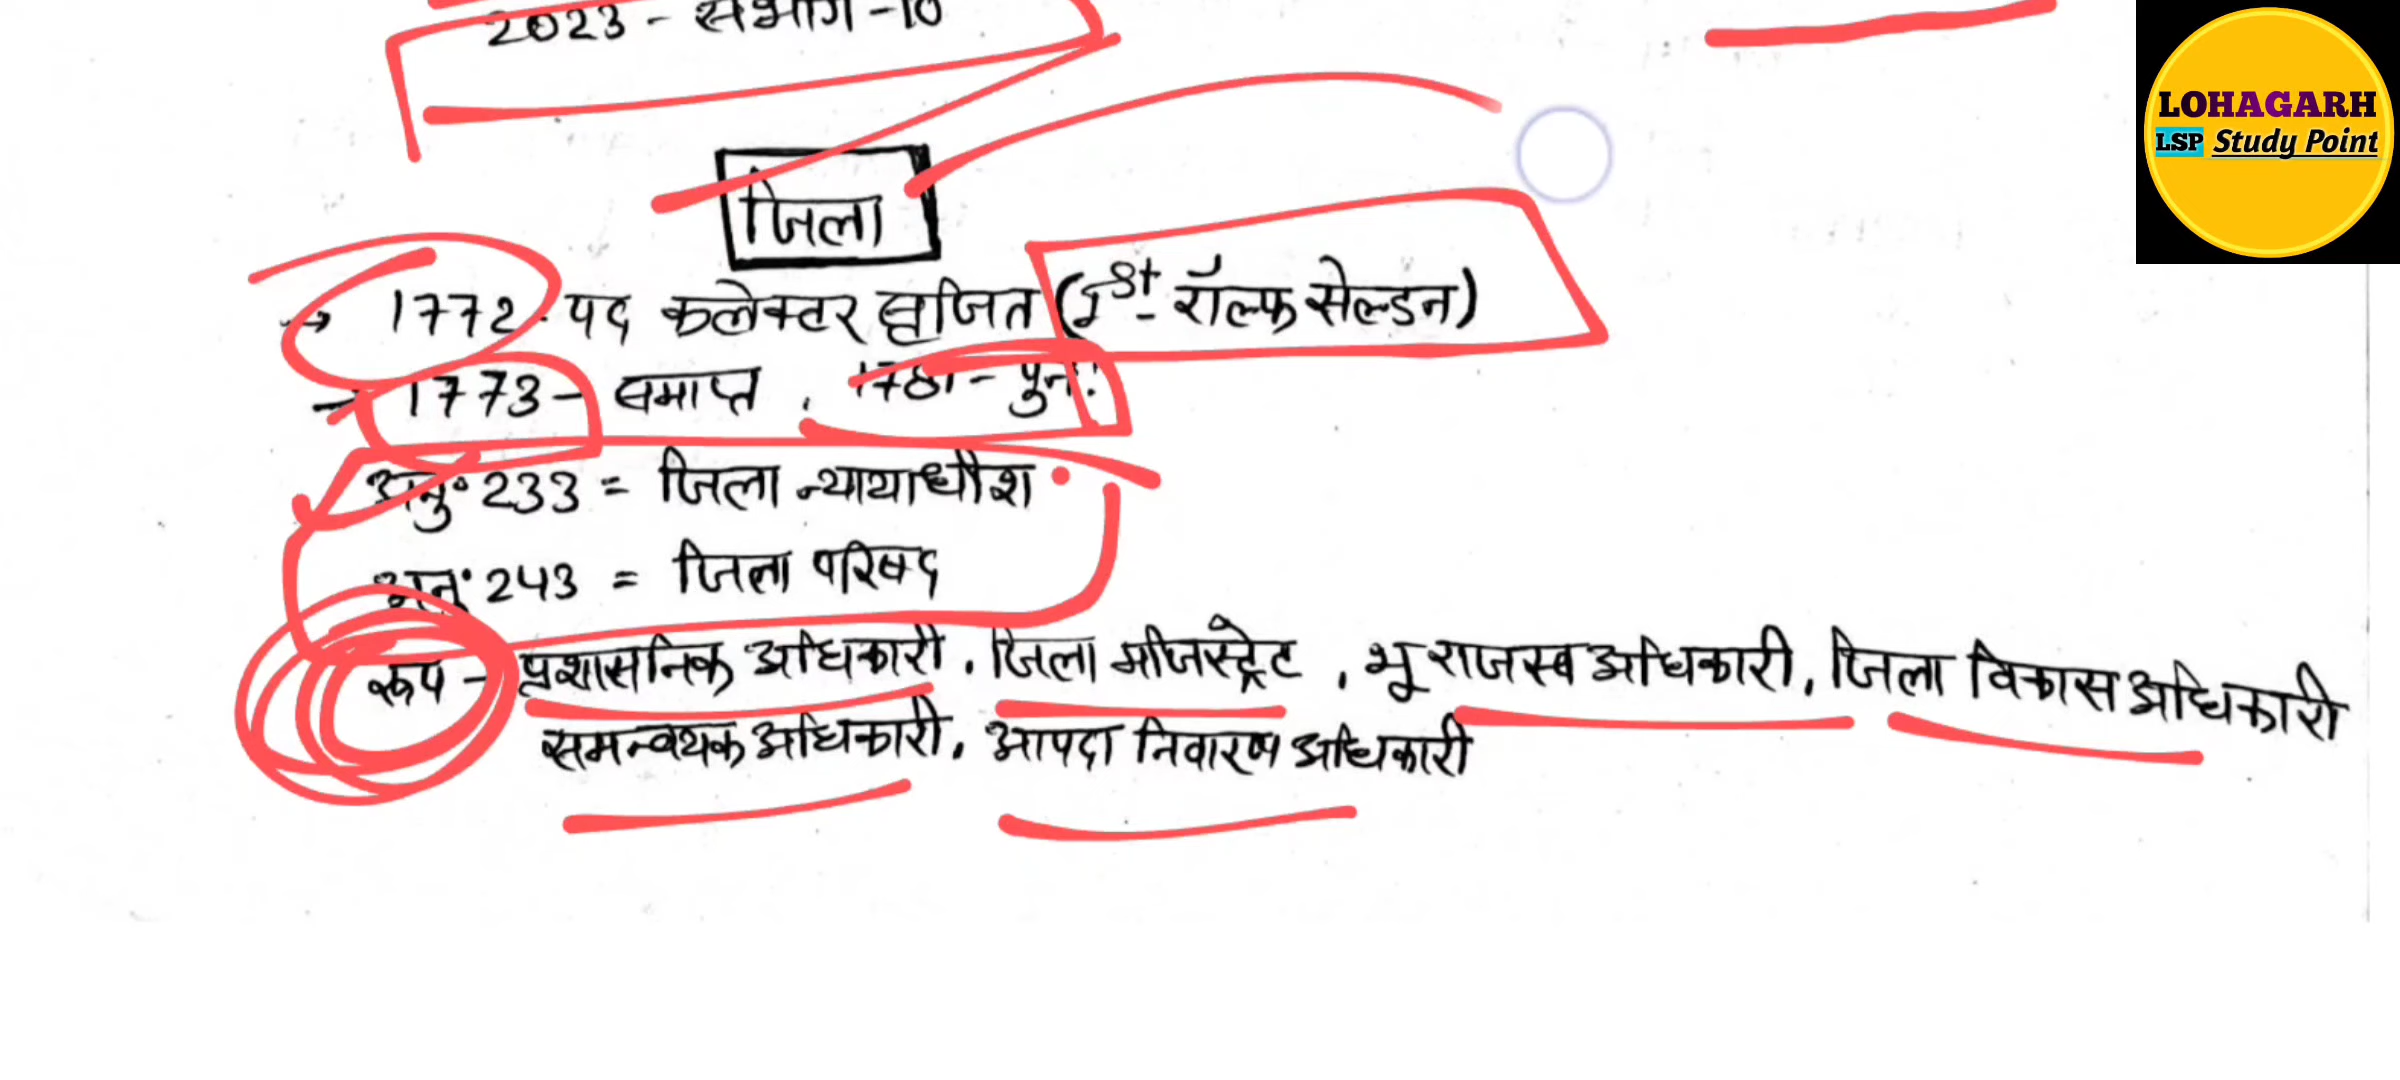 2023 - संभाग -10
LOHAGARH
LSP Study Point
जिला
→ 1772 - पद कलेक्टर सृजित (Ist रॉल्फ सेल्डन)
→ 1773 - समाप्त , 1781 - पुनः
अनु॰ 233 = जिला न्यायाधीश
अनु॰ 243 = जिला परिषद
रूप - प्रशासनिक अधिकारी, जिला मजिस्ट्रेट, भू राजस्व अधिकारी, जिला विकास अधिकारी
समन्वयक अधिकारी, आपदा निवारण अधिकारी